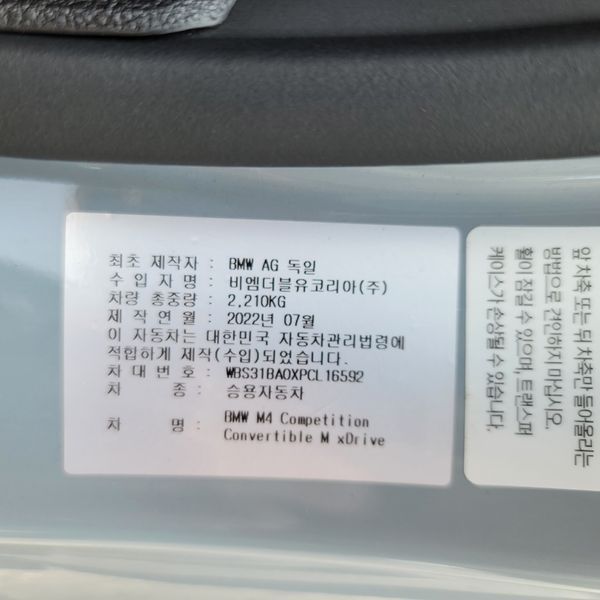 최초 제작자 : BMW AG 독일
수 입 자 명 : 비엠더블유코리아(주)
차량 총중량 : 2,210KG
제 작 연 월 : 2022년 07월
이 자동차는 대한민국 자동차관리법령에
적합하게 제작(수입)되었습니다.
차 대 번 호 : WBS31BA0XPCL16592
차 종 : 승용자동차
차 명 : BMW M4 Competition
Convertible M xDrive
앞 차축 또는 뒤 차축만 들어올리는
방법으로 견인하지 마십시오.
휠이 잠길 수 있으며, 트랜스퍼
케이스가 손상될 수 있습니다.